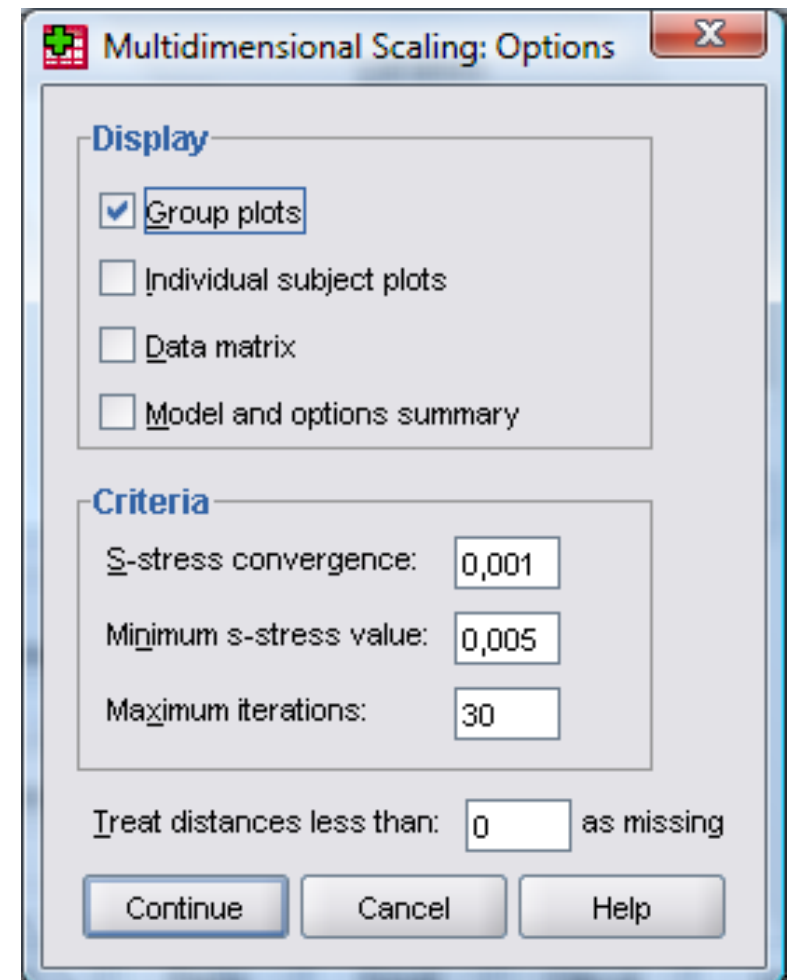 Multidimensional Scaling: Options
Display
Group plots
Individual subject plots
Data matrix
Model and options summary
Criteria
S-stress convergence: 0,001
Minimum s-stress value: 0,005
Maximum iterations: 30
Treat distances less than: 0 as missing
Continue Cancel Help